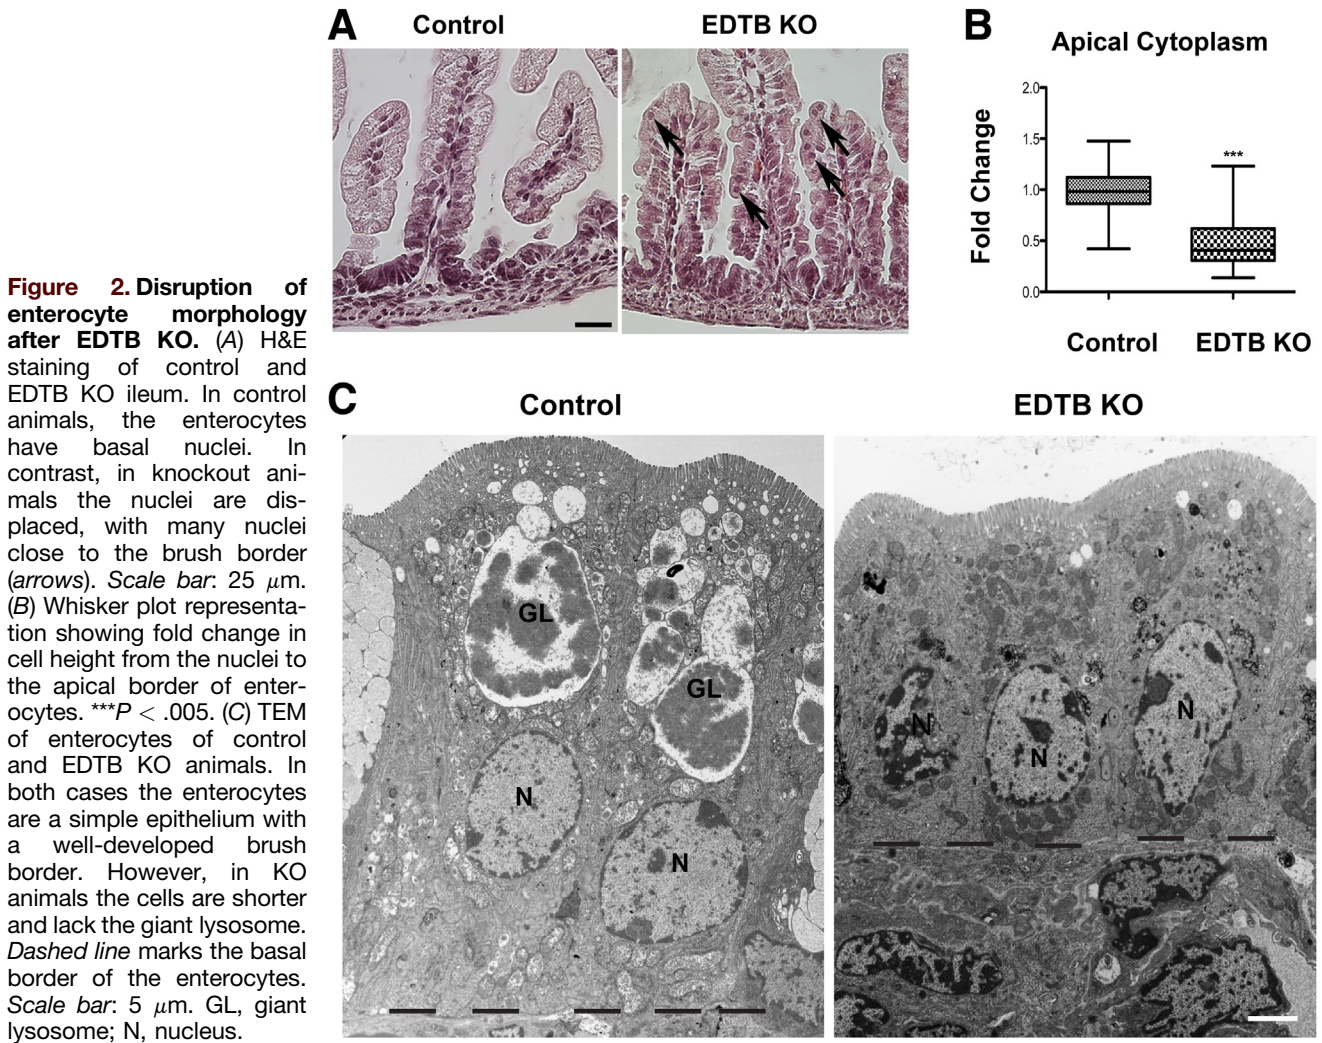 A
Control
EDTB KO
B
Apical Cytoplasm
Fold Change
2.0
1.5
1.0
0.5
0.0
***
Control
EDTB KO
C
Control
EDTB KO
GL
GL
N
N
N
N
N
Figure 2. Disruption of
enterocyte morphology
after EDTB KO. (A) H&E
staining of control and
EDTB KO ileum. In control
animals, the enterocytes
have basal nuclei. In
contrast, in knockout ani-
mals the nuclei are dis-
placed, with many nuclei
close to the brush border
(arrows). Scale bar: 25 μm.
(B) Whisker plot representa-
tion showing fold change in
cell height from the nuclei to
the apical border of enter-
ocytes. ***P < .005. (C) TEM
of enterocytes of control
and EDTB KO animals. In
both cases the enterocytes
are a simple epithelium with
a well-developed brush
border. However, in KO
animals the cells are shorter
and lack the giant lysosome.
Dashed line marks the basal
border of the enterocytes.
Scale bar: 5 μm. GL, giant
lysosome; N, nucleus.